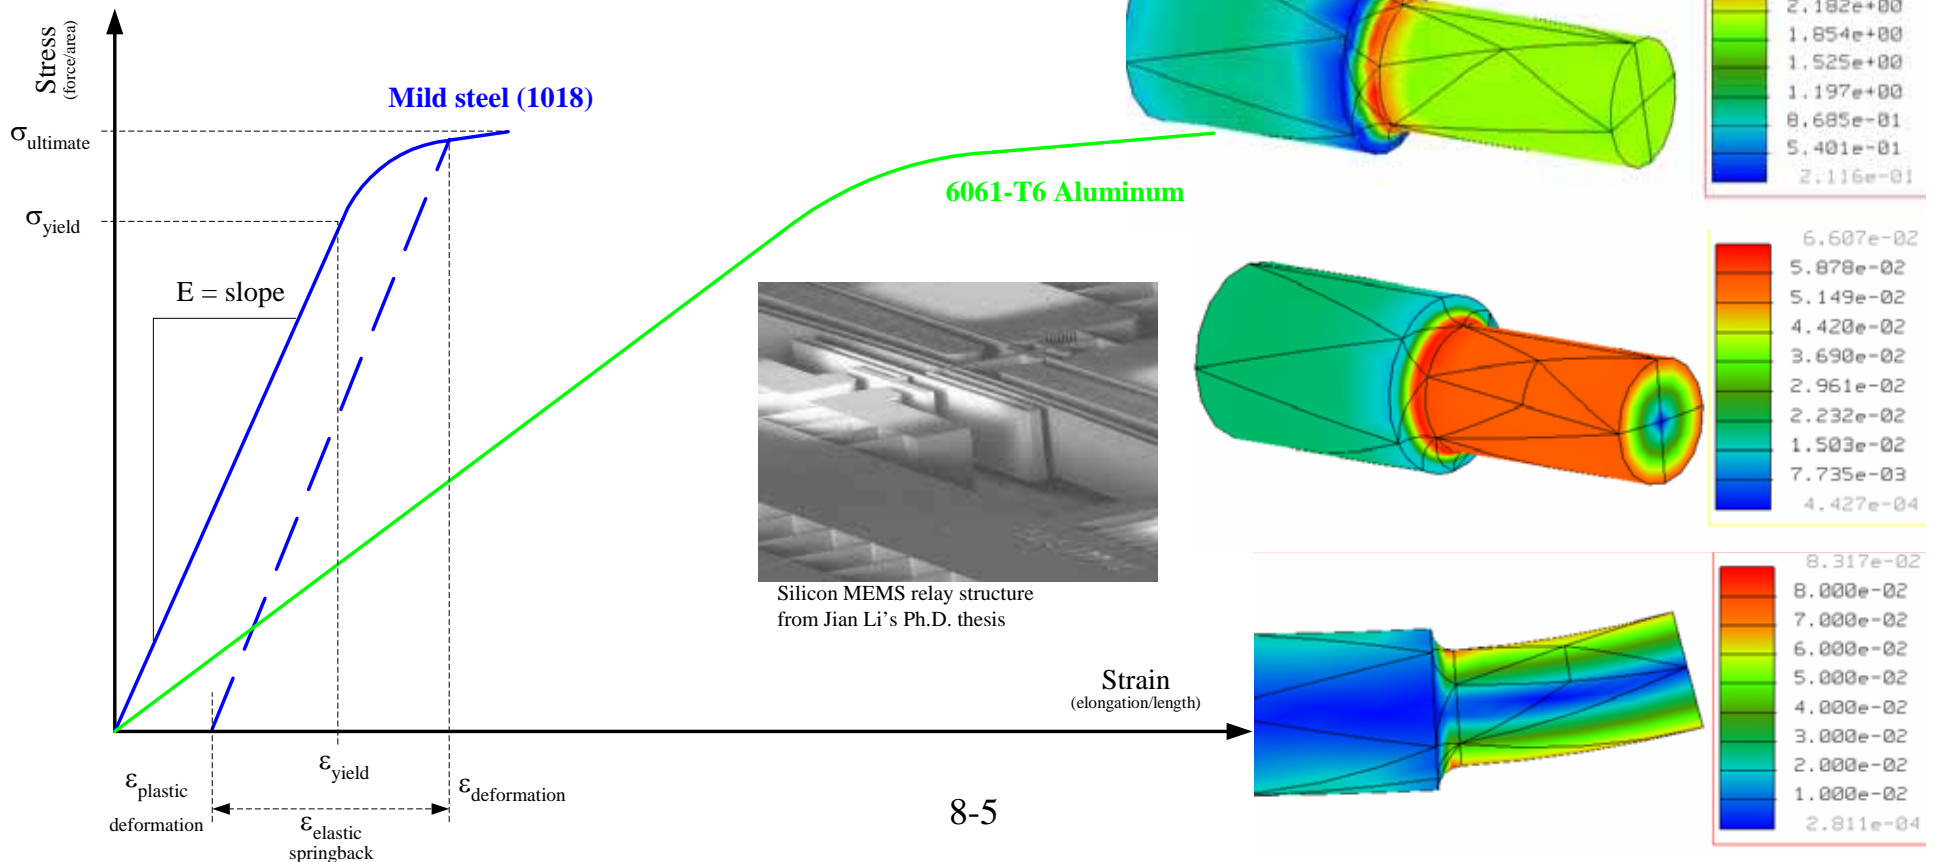 Stress
(force/area)
Mild steel (1018)
σultimate
6061-T6 Aluminum
σyield
E = slope
Silicon MEMS relay structure
from Jian Li's Ph.D. thesis
Strain
(elongation/length)
εyield
εplastic
deformation
εdeformation
εelastic
springback
8-5
2.182e+00
1.854e+00
1.525e+00
1.197e+00
8.685e-01
5.401e-01
2.116e-01
6.607e-02
5.878e-02
5.149e-02
4.420e-02
3.690e-02
2.961e-02
2.232e-02
1.503e-02
7.735e-03
4.427e-04
8.317e-02
8.000e-02
7.000e-02
6.000e-02
5.000e-02
4.000e-02
3.000e-02
2.000e-02
1.000e-02
2.811e-04